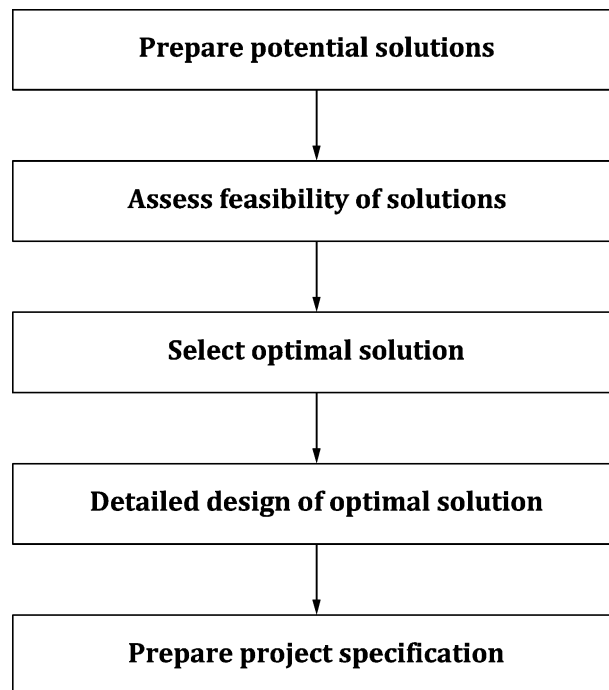 Prepare potential solutions
Assess feasibility of solutions
Select optimal solution
Detailed design of optimal solution
Prepare project specification